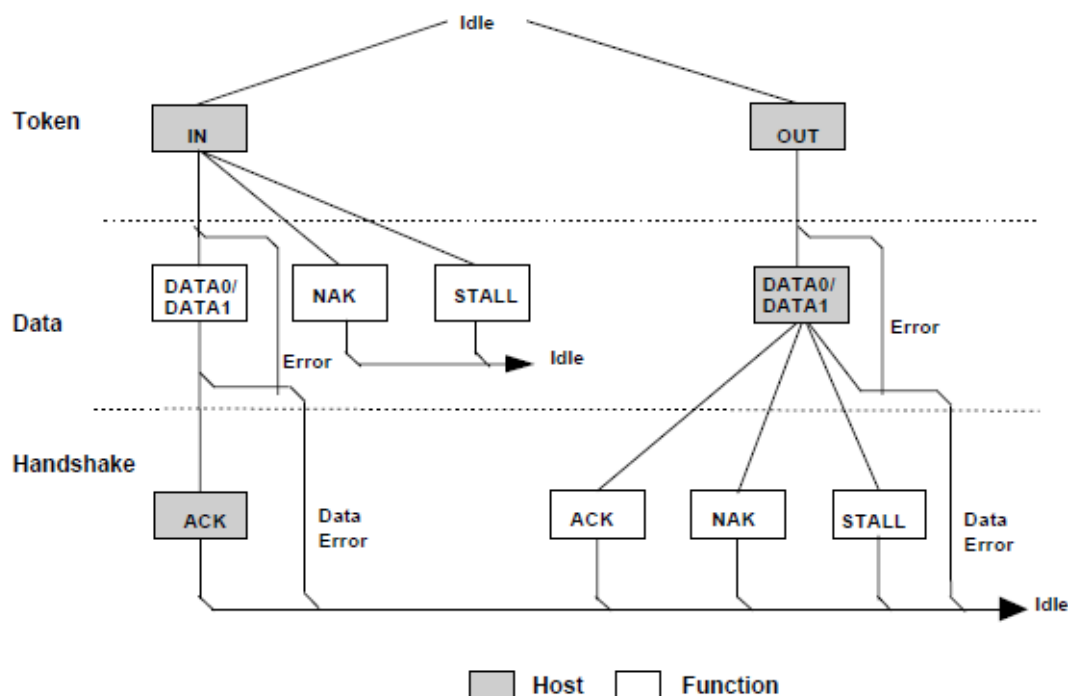 Idle
Token
IN
OUT
DATA0/
DATA1
NAK
STALL
DATA0/
DATA1
Data
Error
Idle
Error
Handshake
ACK
Data
Error
ACK
NAK
STALL
Data
Error
Idle
Host
Function